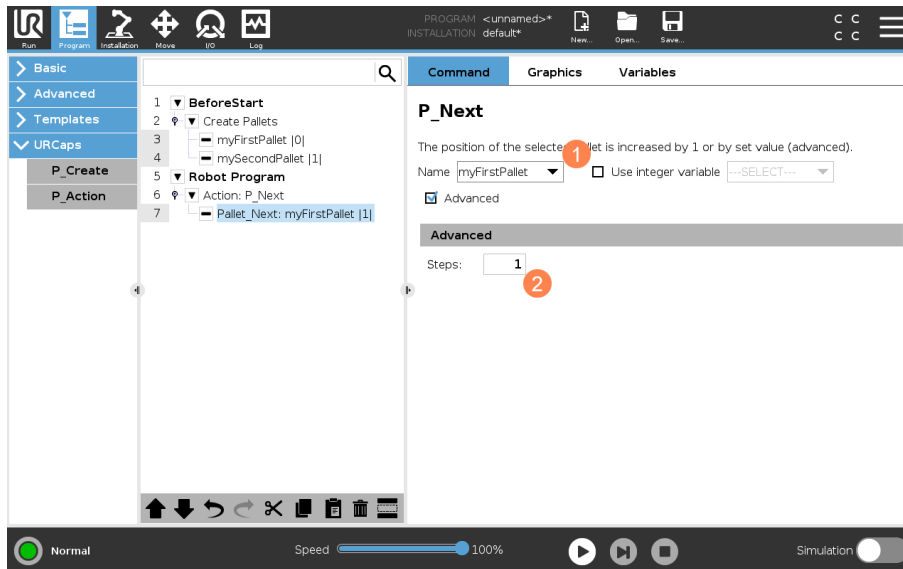 PROGRAM <unnamed>*
INSTALLATION default*
Run Program Installation Move I/O Log New... Open... Save...
C C
C C
Basic
Advanced
Templates
URCaps
P_Create
P_Action
1 BeforeStart
2 Create Pallets
3 myFirstPallet |0|
4 mySecondPallet |1|
5 Robot Program
6 Action: P_Next
7 Pallet_Next: myFirstPallet |1|
Command Graphics Variables
P_Next
The position of the selected pallet is increased by 1 or by set value (advanced).
1
Name myFirstPallet Use integer variable ---SELECT---
Advanced
Advanced
Steps: 1
2
Normal Speed 100% Simulation